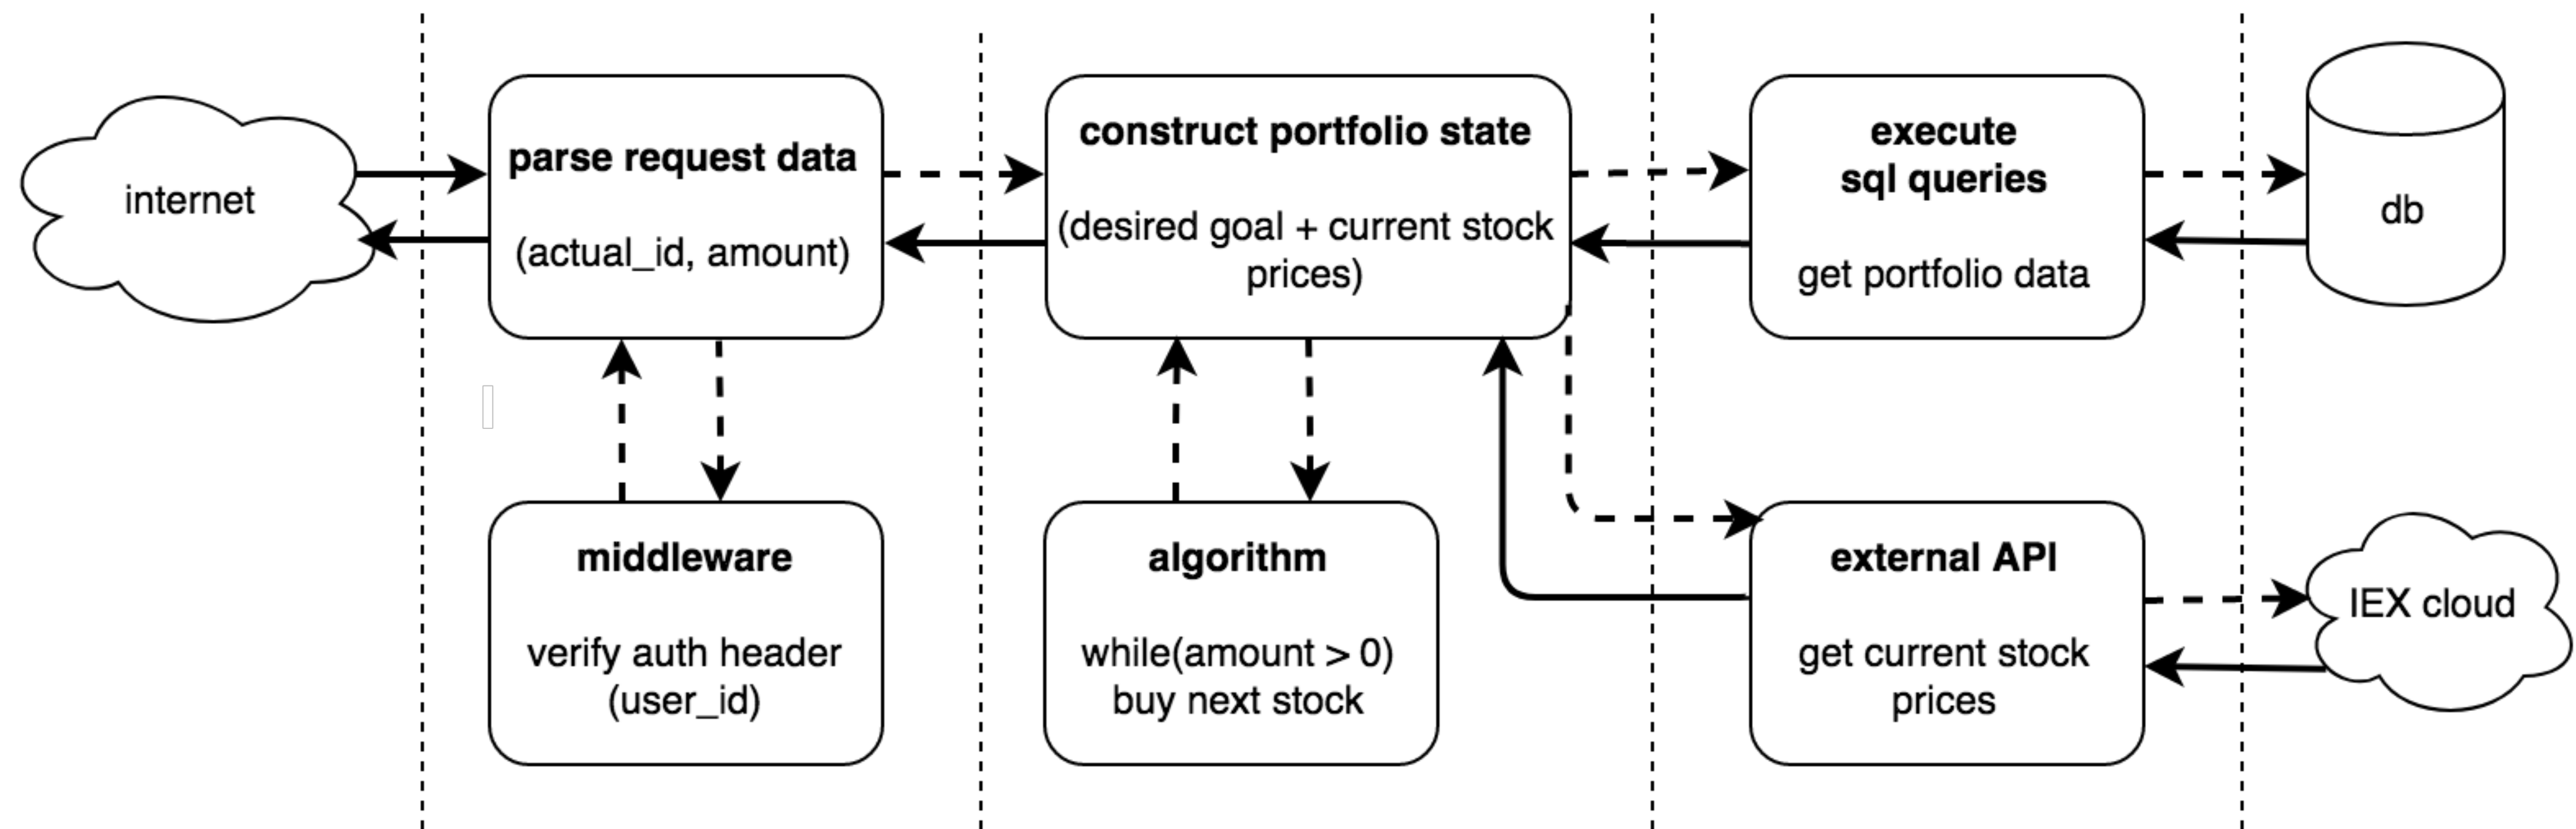 internet
parse request data
(actual_id, amount)
construct portfolio state
(desired goal + current stock
prices)
execute
sql queries
get portfolio data
db
middleware
verify auth header
(user_id)
algorithm
while(amount > 0)
buy next stock
external API
get current stock
prices
IEX cloud